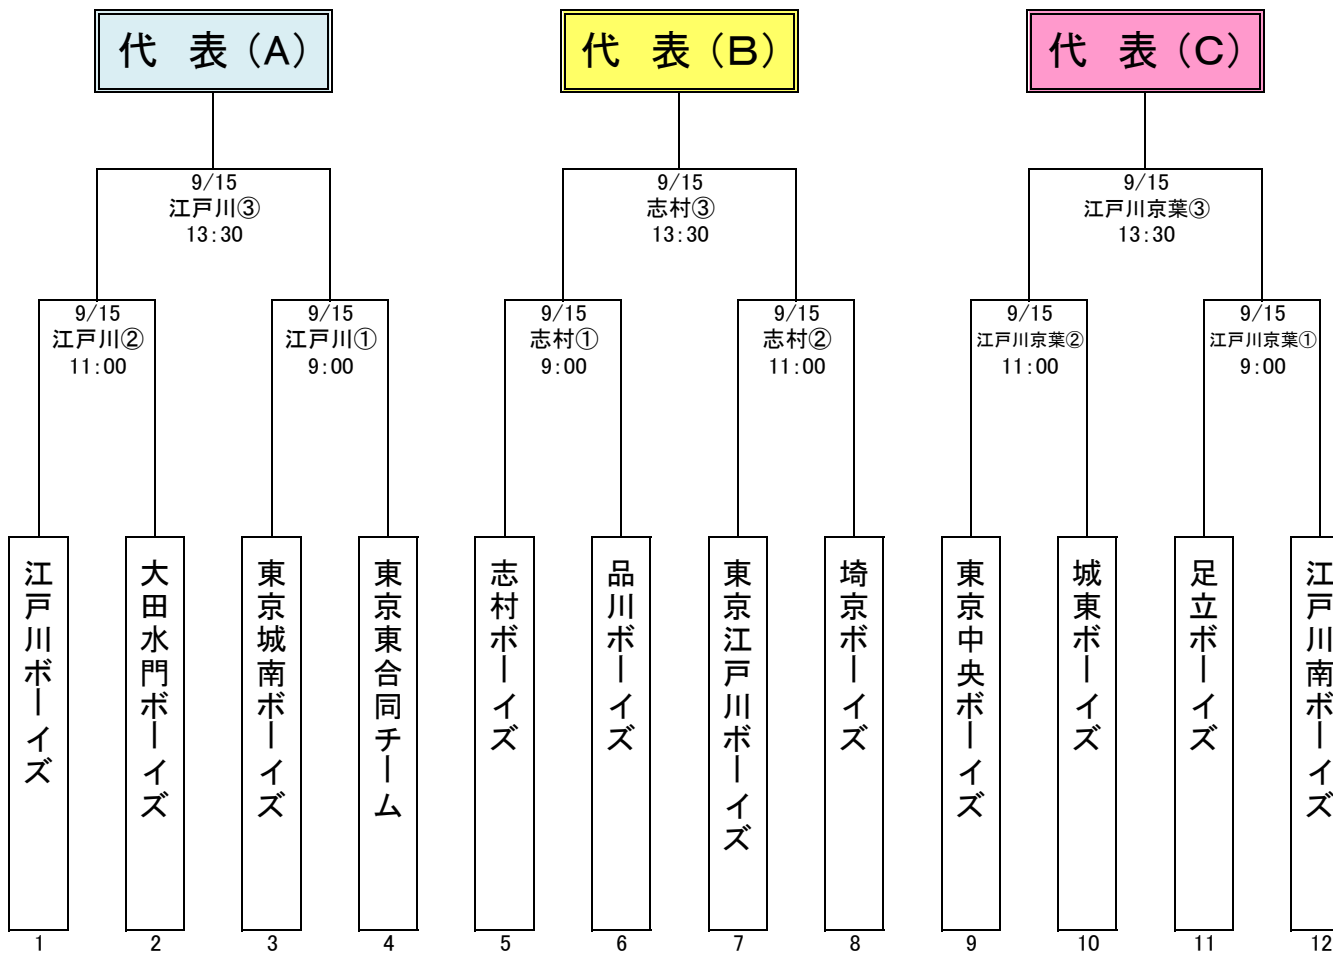 代 表（A）
代 表（B）
代 表（C）
9/15
江戸川③
13:30
9/15
志村③
13:30
9/15
江戸川京葉③
13:30
9/15
江戸川②
11:00
9/15
江戸川①
9:00
9/15
志村①
9:00
9/15
志村②
11:00
9/15
江戸川京葉②
11:00
9/15
江戸川京葉①
9:00
江戸川ボーイズ
大田水門ボーイズ
東京城南ボーイズ
東京東合同チーム
志村ボーイズ
品川ボーイズ
東京江戸川ボーイズ
埼京ボーイズ
東京中央ボーイズ
城東ボーイズ
足立ボーイズ
江戸川南ボーイズ
1
2
3
4
5
6
7
8
9
10
11
12